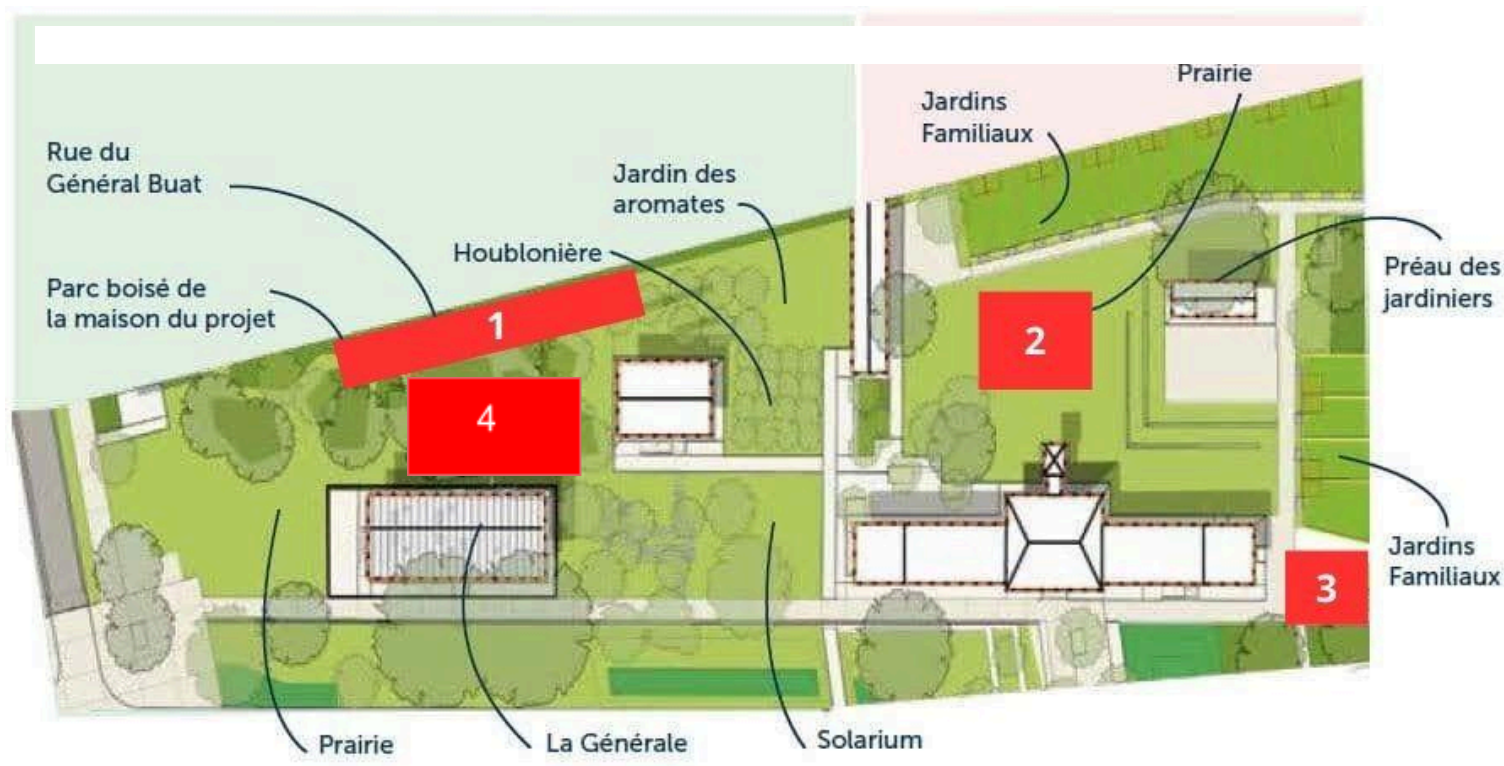 Prairie
Jardins
Familiaux
Rue du
Général Buat
Jardin des
aromates
Houblonière
Parc boisé de
la maison du projet
Préau des
jardiniers
1
2
4
Jardins
Familiaux
3
Prairie
La Générale
Solarium